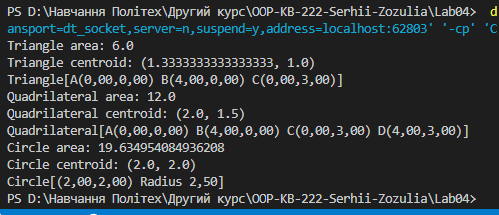 PS D:\Навчання Політех\Другий курс\OOP-KB-222-Serhii-Zozulia\Lab04> d
ansport=dt_socket,server=n,suspend=y,address=localhost:62803' '-cp' 'C
Triangle area: 6.0
Triangle centroid: (1.3333333333333333, 1.0)
Triangle[A(0,00,0,00) B(4,00,0,00) C(0,00,3,00)]
Quadrilateral area: 12.0
Quadrilateral centroid: (2.0, 1.5)
Quadrilateral[A(0,00,0,00) B(4,00,0,00) C(0,00,3,00) D(4,00,3,00)]
Circle area: 19.634954084936208
Circle centroid: (2.0, 2.0)
Circle[(2,00,2,00) Radius 2,50]
PS D:\Навчання Політех\Другий курс\OOP-KB-222-Serhii-Zozulia\Lab04>